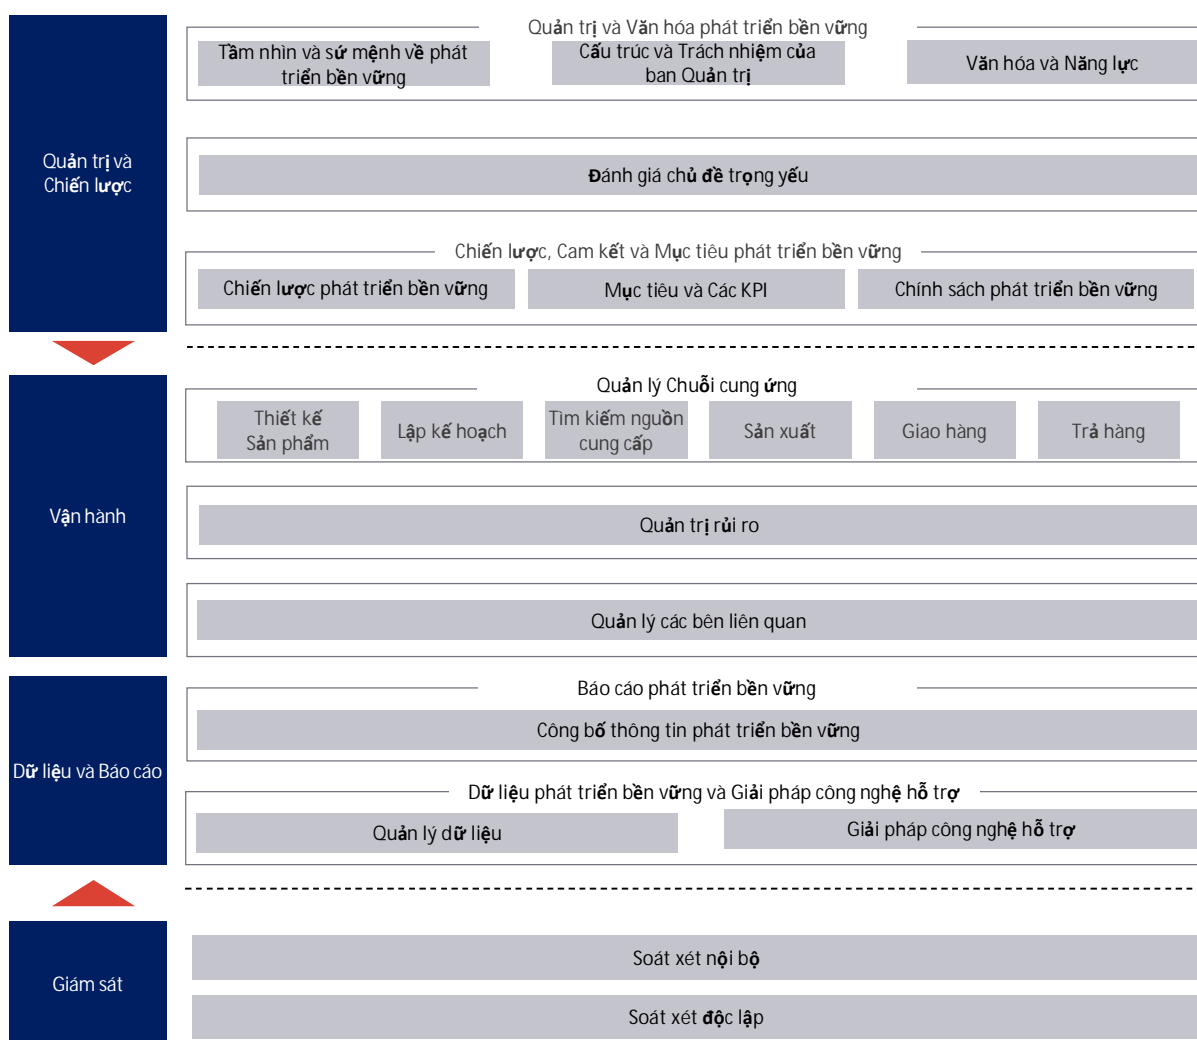 Quản trị và
Chiến lược
Quản trị và Văn hóa phát triển bền vững
Tầm nhìn và sứ mệnh về phát
triển bền vững
Cấu trúc và Trách nhiệm của
ban Quản trị
Văn hóa và Năng lực
Đánh giá chủ đề trọng yếu
Chiến lược, Cam kết và Mục tiêu phát triển bền vững
Chiến lược phát triển bền vững
Mục tiêu và Các KPI
Chính sách phát triển bền vững
Vận hành
Quản lý Chuỗi cung ứng
Thiết kế
Sản phẩm
Lập kế hoạch
Tìm kiếm nguồn
cung cấp
Sản xuất
Giao hàng
Trả hàng
Quản trị rủi ro
Quản lý các bên liên quan
Dữ liệu và Báo cáo
Báo cáo phát triển bền vững
Công bố thông tin phát triển bền vững
Dữ liệu phát triển bền vững và Giải pháp công nghệ hỗ trợ
Quản lý dữ liệu
Giải pháp công nghệ hỗ trợ
Giám sát
Soát xét nội bộ
Soát xét độc lập